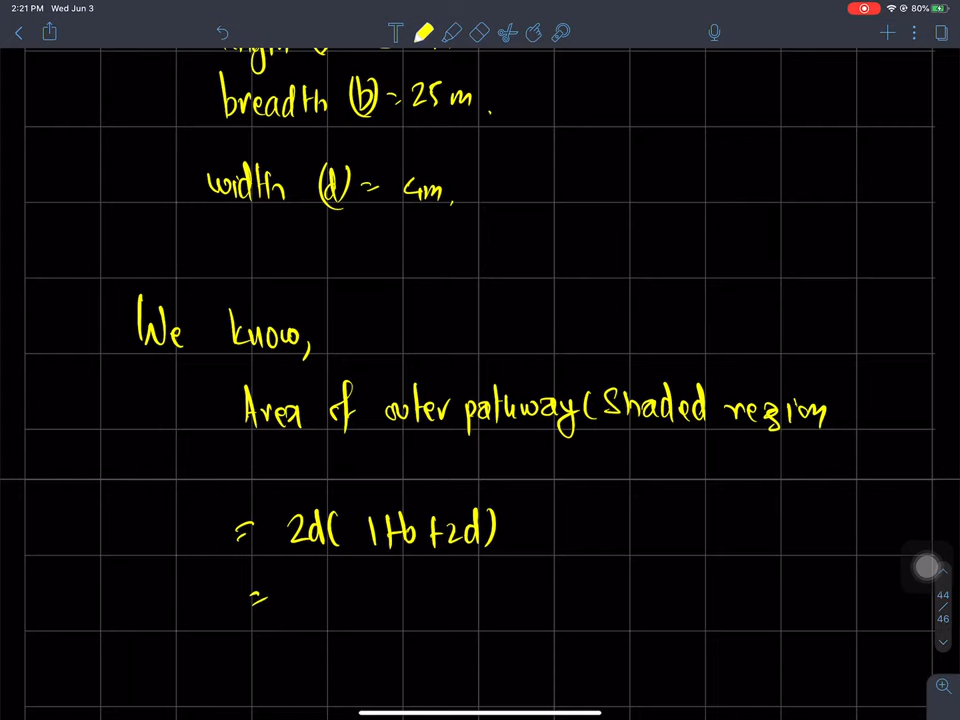 2:21 PM Wed Jun 3
80%
T
length
breadth (b) = 25 m.
width (d) = 4m.
We know,
Area of outer pathway (Shaded region
= 2d( l+b+2d)
=
44
46